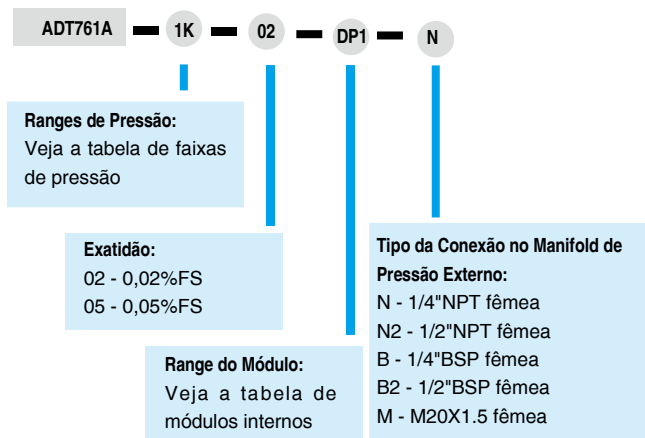 ADT761A 1K 02 DP1 N
Ranges de Pressão:
Veja a tabela de faixas
de pressão
Exatidão:
02 - 0,02%FS
05 - 0,05%FS
Range do Módulo:
Veja a tabela de
módulos internos
Tipo da Conexão no Manifold de
Pressão Externo:
N - 1/4"NPT fêmea
N2 - 1/2"NPT fêmea
B - 1/4"BSP fêmea
B2 - 1/2"BSP fêmea
M - M20X1.5 fêmea